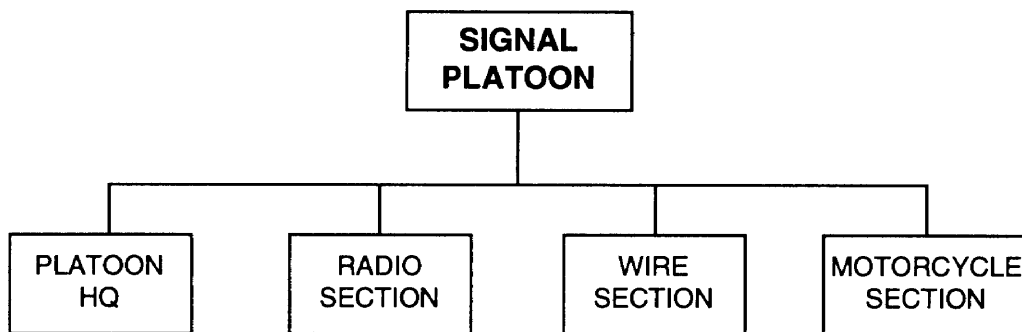 SIGNAL
PLATOON
PLATOON
HQ
RADIO
SECTION
WIRE
SECTION
MOTORCYCLE
SECTION